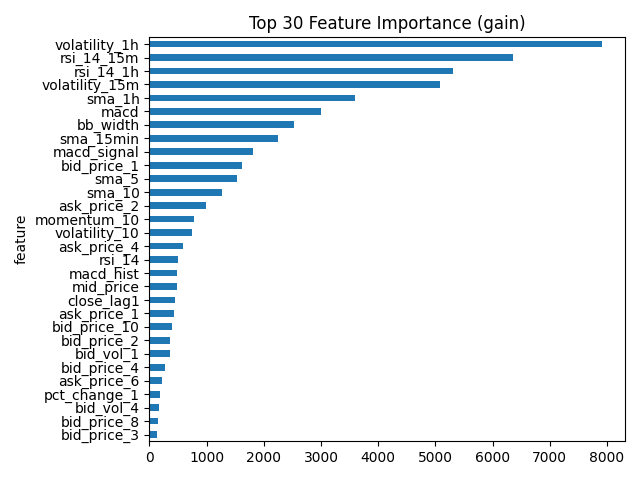 Top 30 Feature Importance (gain)
volatility_1h
rsi_14_15m
rsi_14_1h
volatility_15m
sma_1h
macd
bb_width
sma_15min
macd_signal
bid_price_1
sma_5
sma_10
ask_price_2
momentum_10
volatility_10
ask_price_4
rsi_14
macd_hist
mid_price
close_lag1
ask_price_1
bid_price_10
bid_price_2
bid_vol_1
bid_price_4
ask_price_6
pct_change_1
bid_vol_4
bid_price_8
bid_price_3
feature
0 1000 2000 3000 4000 5000 6000 7000 8000